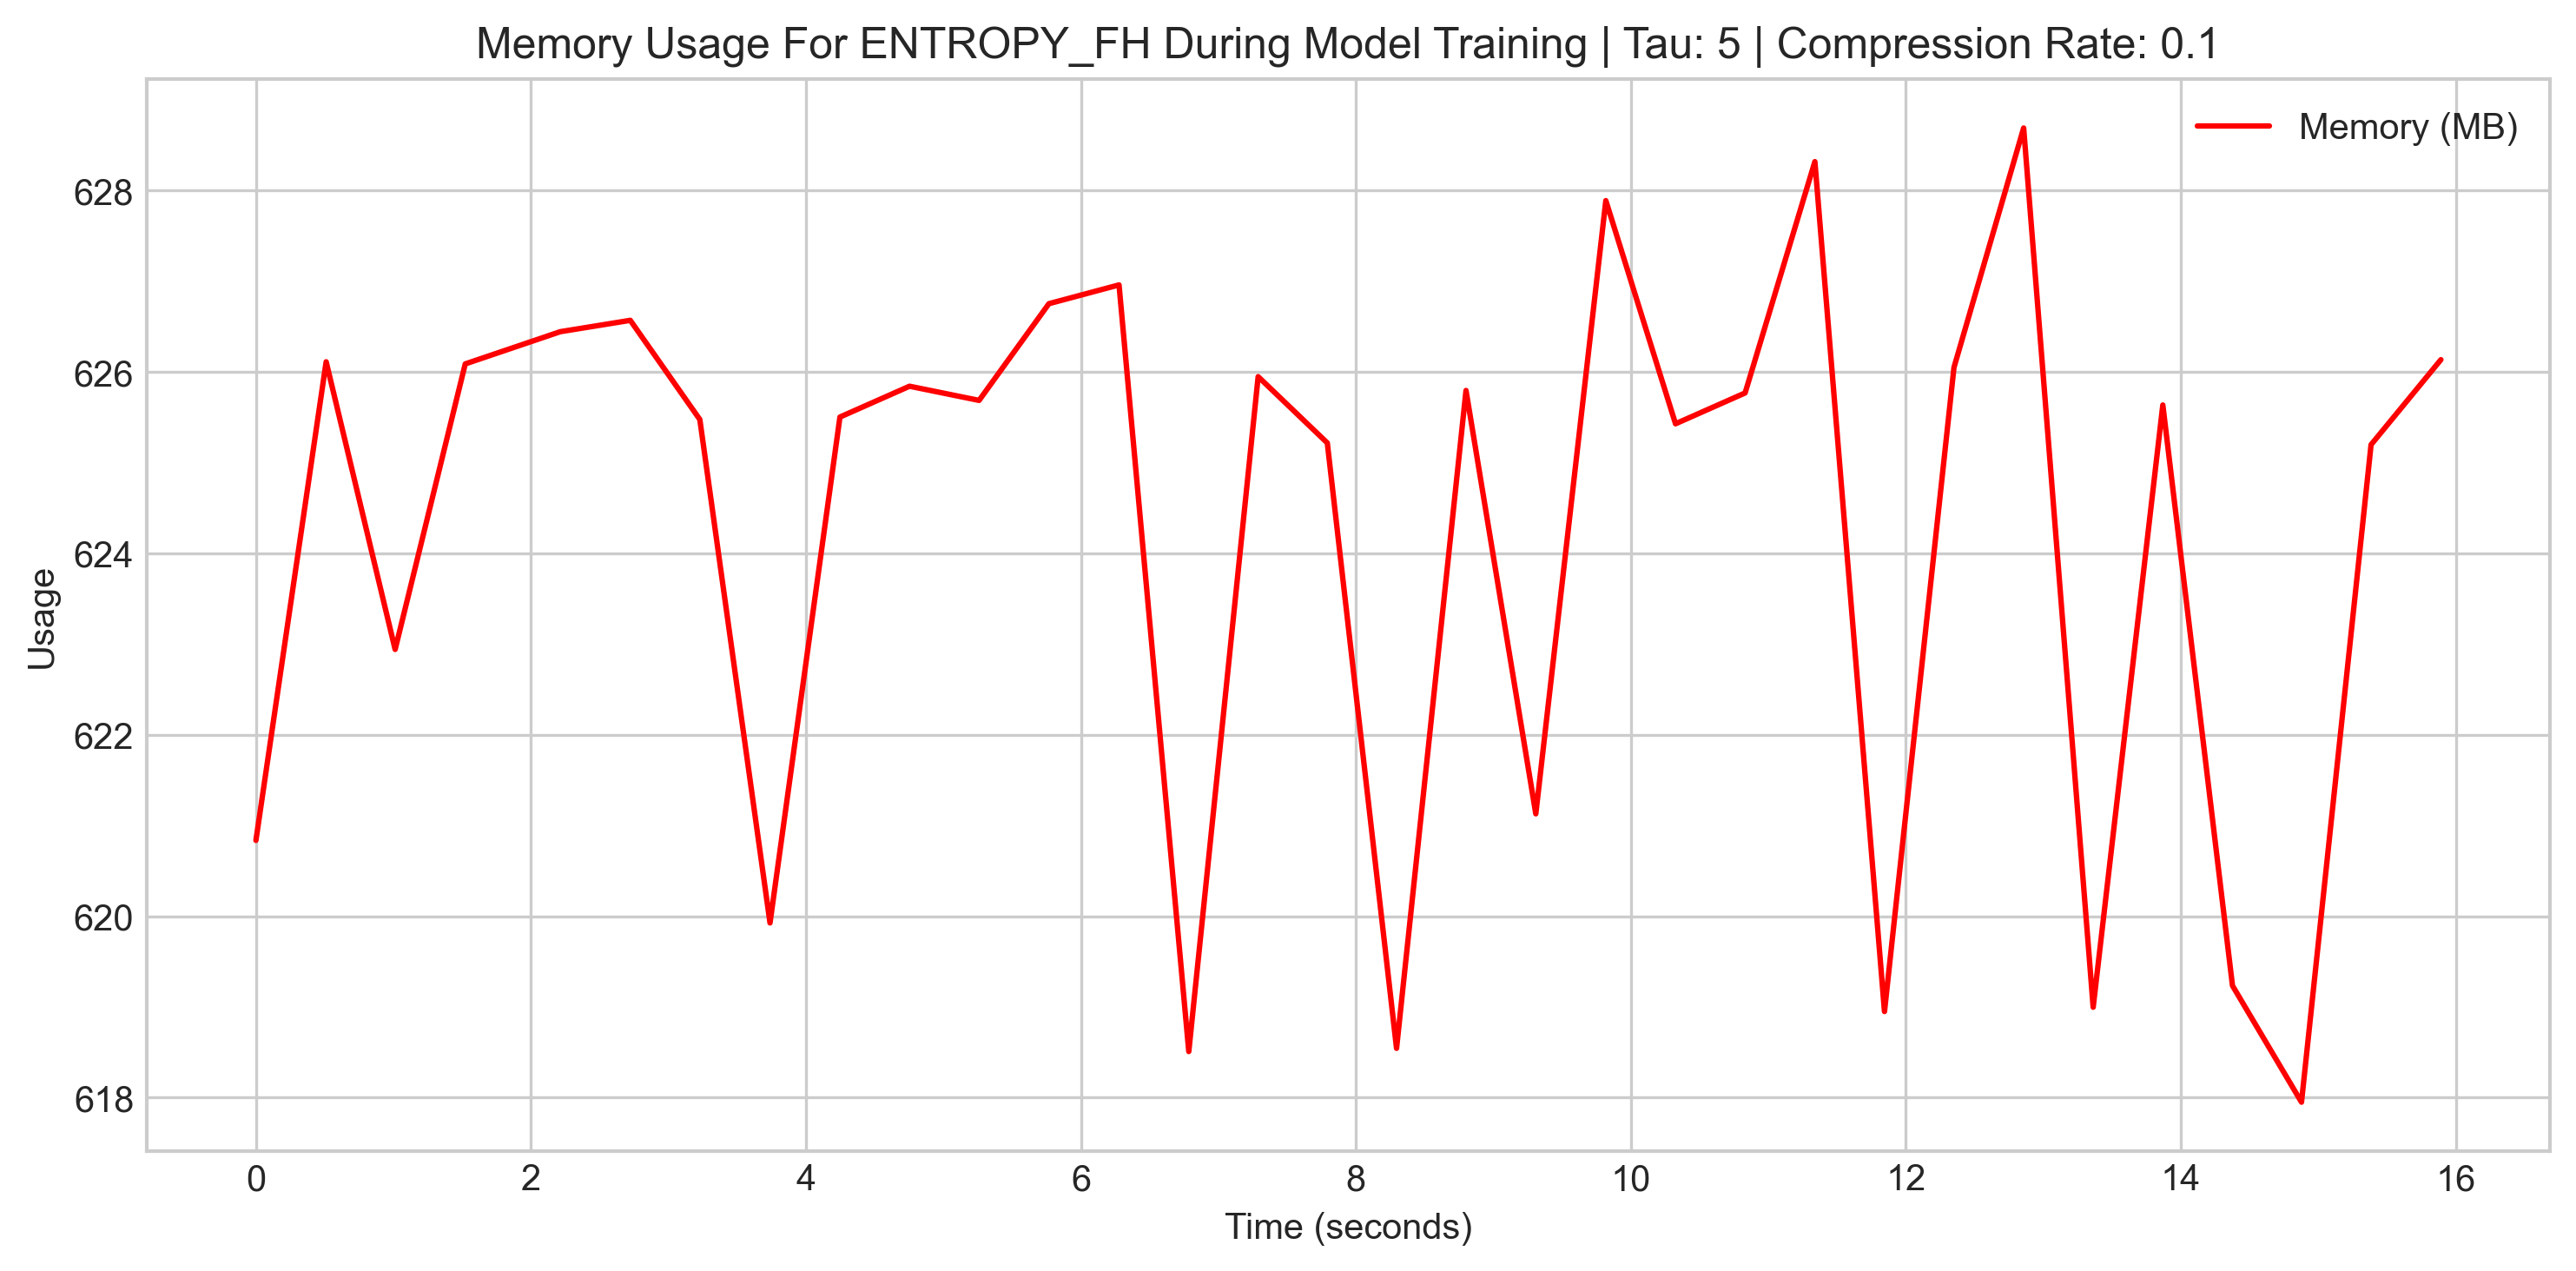 Memory Usage For ENTROPY_FH During Model Training | Tau: 5 | Compression Rate: 0.1
Memory (MB)
628
626
624
622
620
618
Usage
0 2 4 6 8 10 12 14 16
Time (seconds)